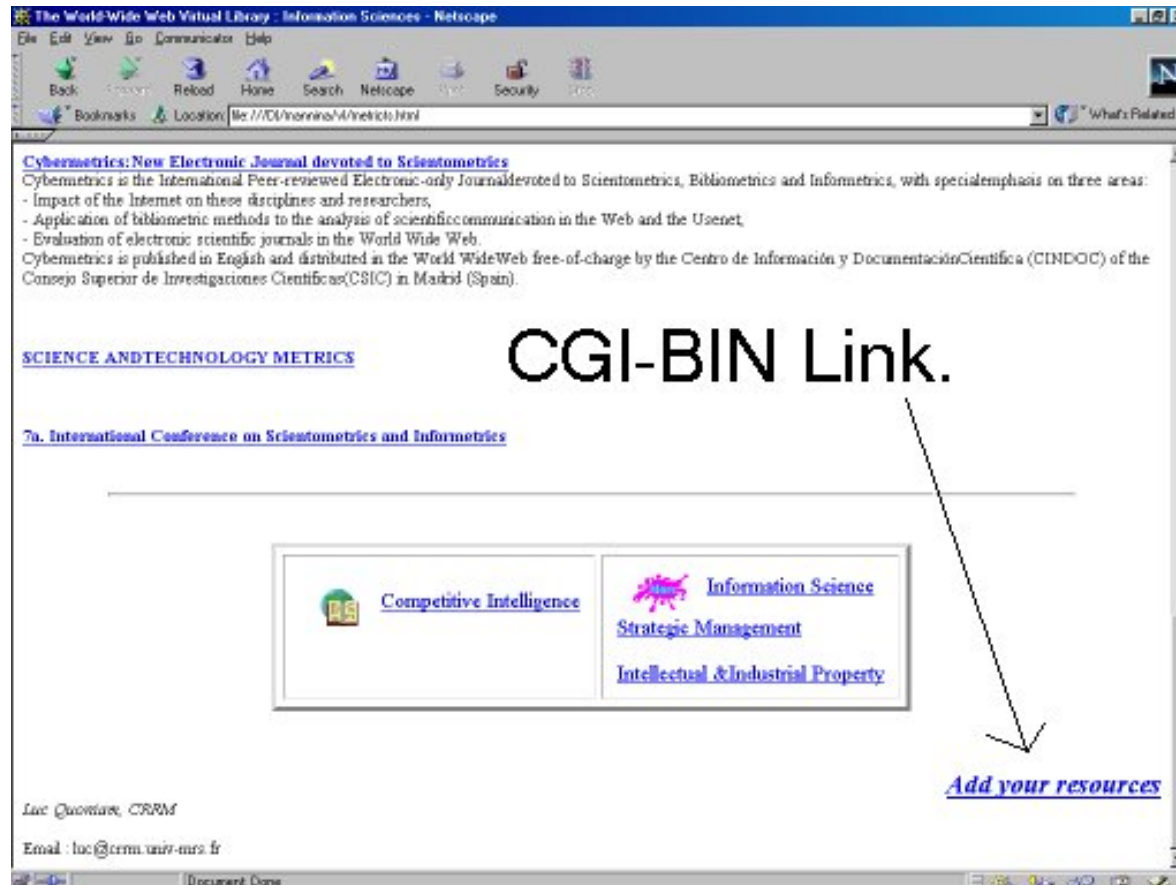 The World-Wide Web Virtual Library : Information Sciences - Netscape
File Edit View Go Communicator Help
Back Reload Home Search Netscape Print Security Stop
Bookmarks Location: file:///D|/mannina/vl/metricts.html What's Related
Cybermetrics: New Electronic Journal devoted to Scientometrics
Cybermetrics is the International Peer-reviewed Electronic-only Journaldevoted to Scientometrics, Bibliometrics and Informetrics, with specialemphasis on three areas:
- Impact of the Internet on these disciplines and researchers,
- Application of bibliometric methods to the analysis of scientificcommunication in the Web and the Usenet,
- Evaluation of electronic scientific journals in the World Wide Web.
Cybermetrics is published in English and distributed in the World WideWeb free-of-charge by the Centro de Información y DocumentaciónCientífica (CINDOC) of the
Consejo Superior de Investigaciones Científicas(CSIC) in Madrid (Spain).
CGI-BIN Link.
SCIENCE ANDTECHNOLOGY METRICS
7a. International Conference on Scientometrics and Informetrics
Competitive Intelligence
Information Science
Strategic Management
Intellectual &Industrial Property
Add your resources
Luc Quoniam, CRRM
Email : luc@crrm.univ-mrs.fr
Document Done